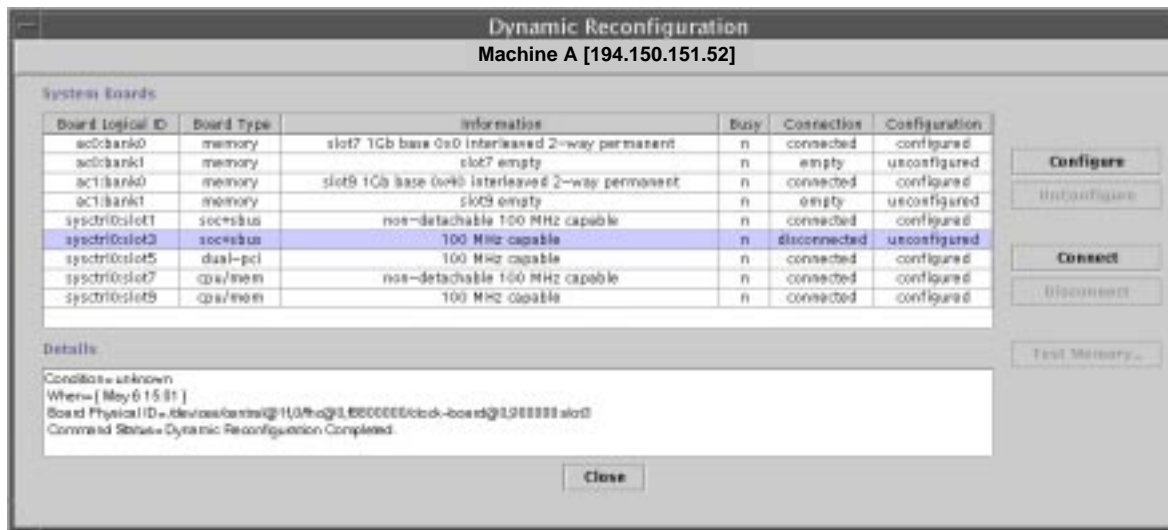 Dynamic Reconfiguration
Machine A [194.150.151.52]
System Boards
Board Logical ID Board Type Information Busy Connection Configuration
ac0:bank0 memory slot7 1Gb base 0x0 interleaved 2-way permanent n connected configured
ac0:bank1 memory slot7 empty n empty unconfigured
ac1:bank0 memory slot9 1Gb base 0x40 interleaved 2-way permanent n connected configured
ac1:bank1 memory slot9 empty n empty unconfigured
sysctrl0:slot1 soc+sbus non-detachable 100 MHz capable n connected configured
sysctrl0:slot3 soc+sbus 100 MHz capable n disconnected unconfigured
sysctrl0:slot5 dual-pci 100 MHz capable n connected configured
sysctrl0:slot7 cpu/mem non-detachable 100 MHz capable n connected configured
sysctrl0:slot9 cpu/mem 100 MHz capable n connected configured
Configure
Unconfigure
Connect
Disconnect
Test Memory...
Details
Condition= unknown
When= [ May 6 15:01 ]
Board Physical ID=
Command Status= Dynamic Reconfiguration Completed.
Close